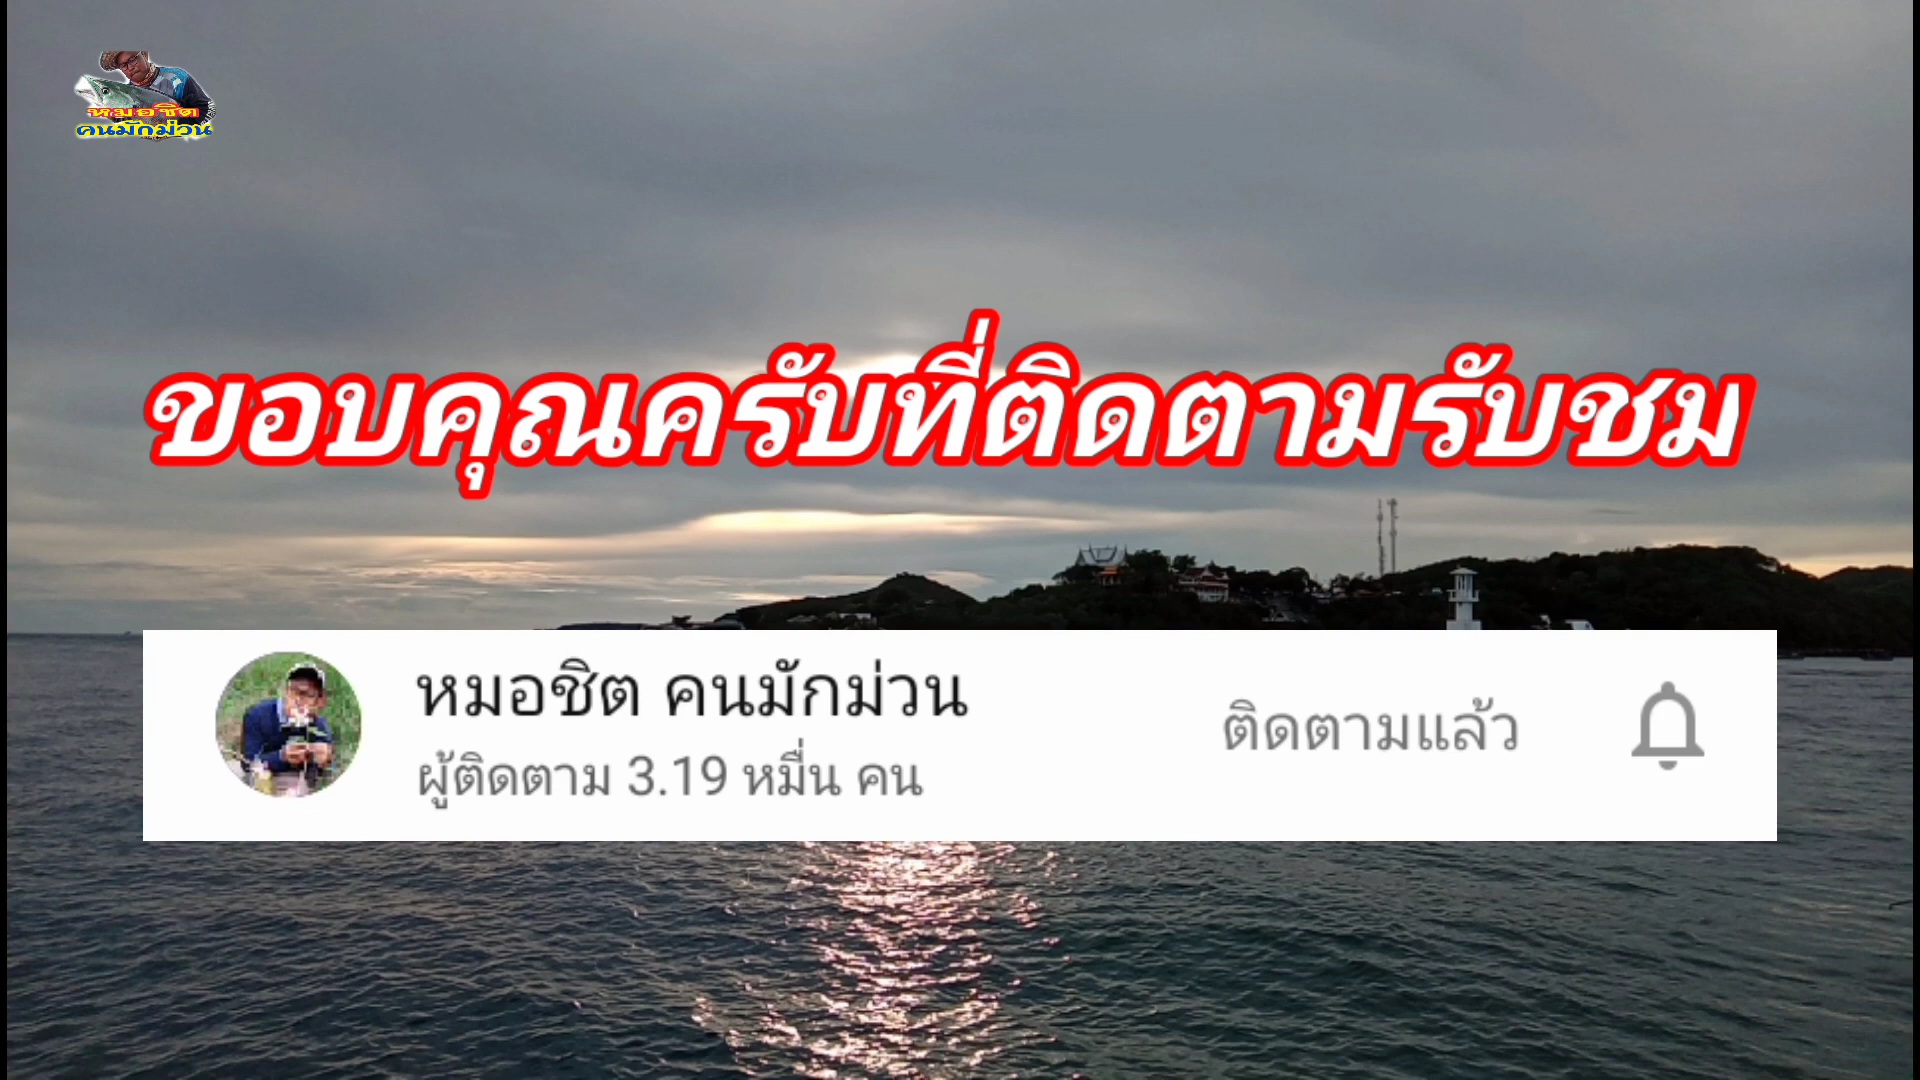 หมอชิต
คนมักม่วน
ขอบคุณครับที่ติดตามรับชม
หมอชิต คนมักม่วน
ผู้ติดตาม 3.19 หมื่น คน
ติดตามแล้ว